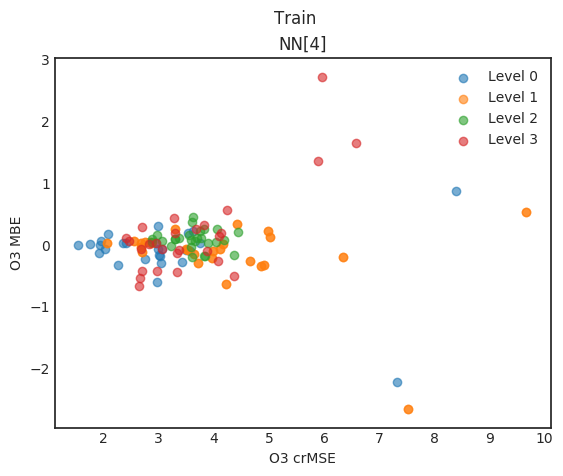 Train
NN[4]
Level 0
Level 1
Level 2
Level 3
3
2
1
0
−1
−2
O3 MBE
2 3 4 5 6 7 8 9 10
O3 crMSE